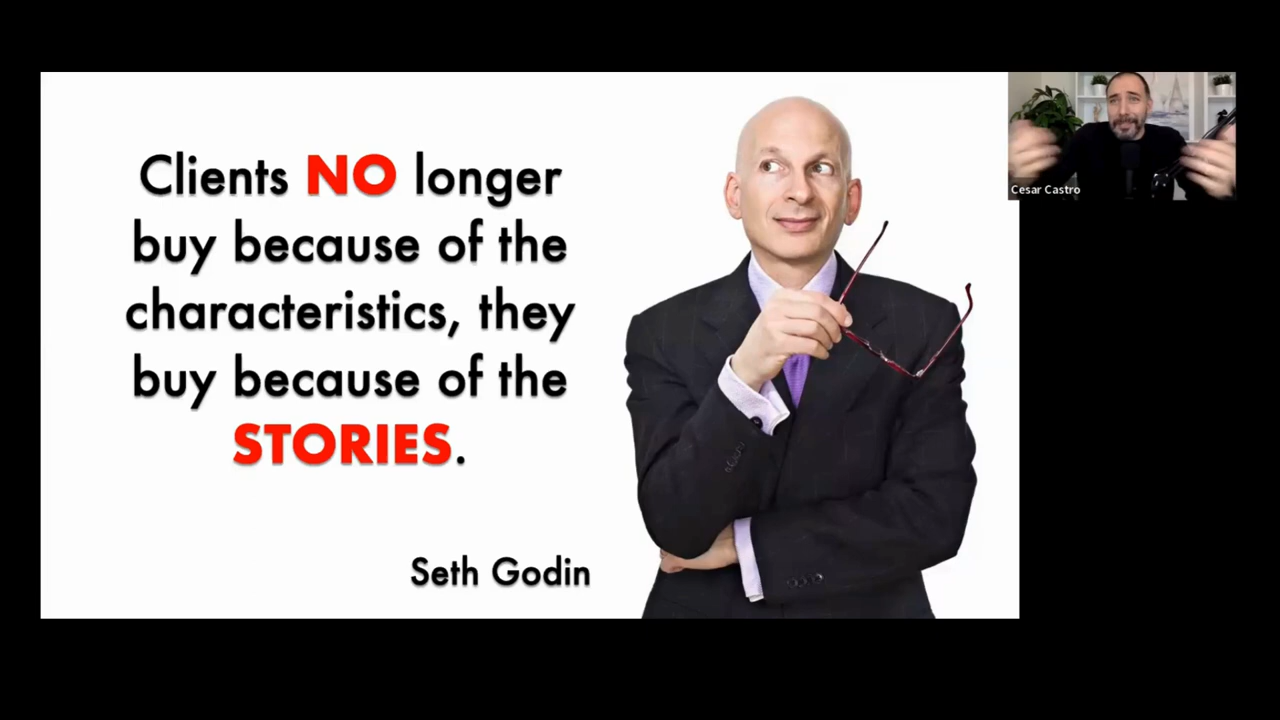 Clients NO longer
buy because of the
characteristics, they
buy because of the
STORIES.
Seth Godin
Cesar Castro